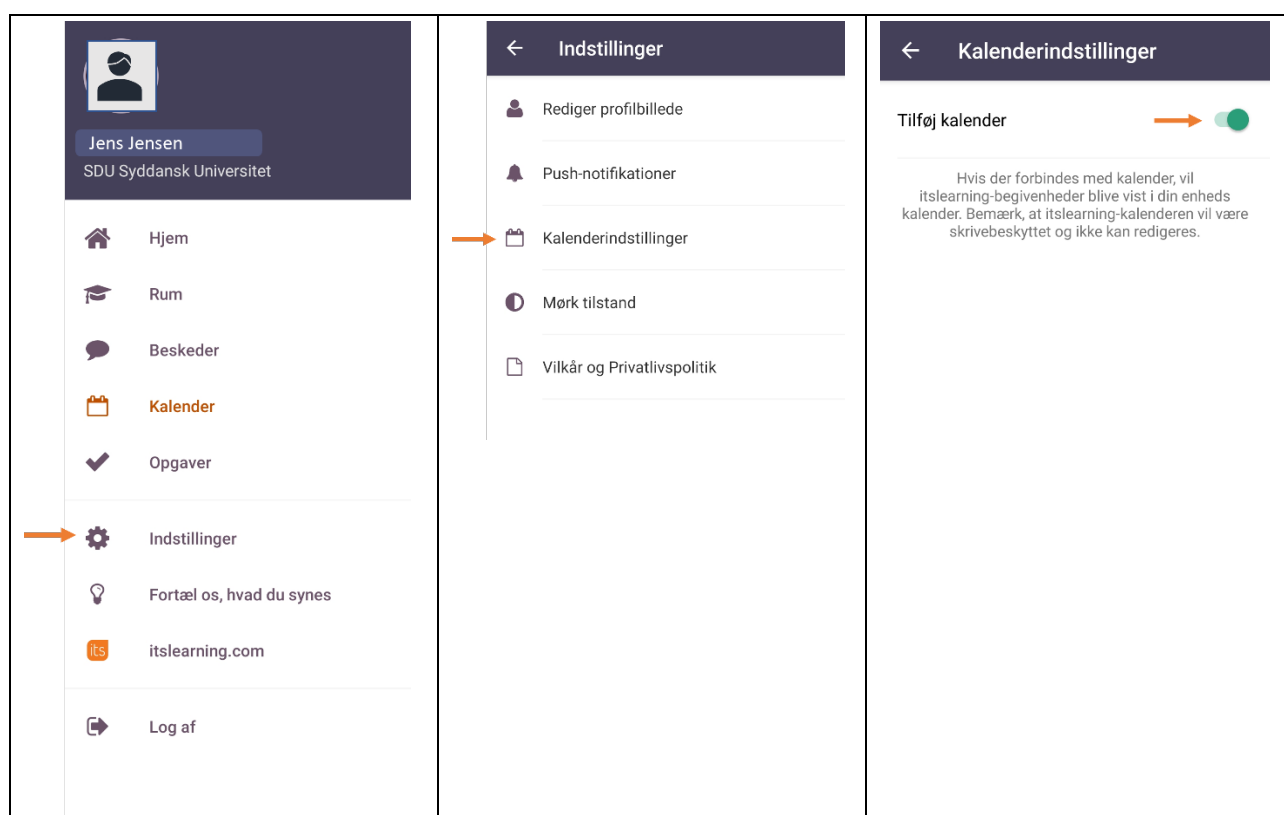 Jens Jensen
SDU Syddansk Universitet
Hjem
Rum
Beskeder
Kalender
Opgaver
Indstillinger
Fortæl os, hvad du synes
its
itslearning.com
Log af
Indstillinger
Rediger profilbillede
Push-notifikationer
Kalenderindstillinger
Mørk tilstand
Vilkår og Privatlivspolitik
Kalenderindstillinger
Tilføj kalender
Hvis der forbindes med kalender, vil
itslearning-begivenheder blive vist i din enheds
kalender. Bemærk, at itslearning-kalenderen vil være
skrivebeskyttet og ikke kan redigeres.